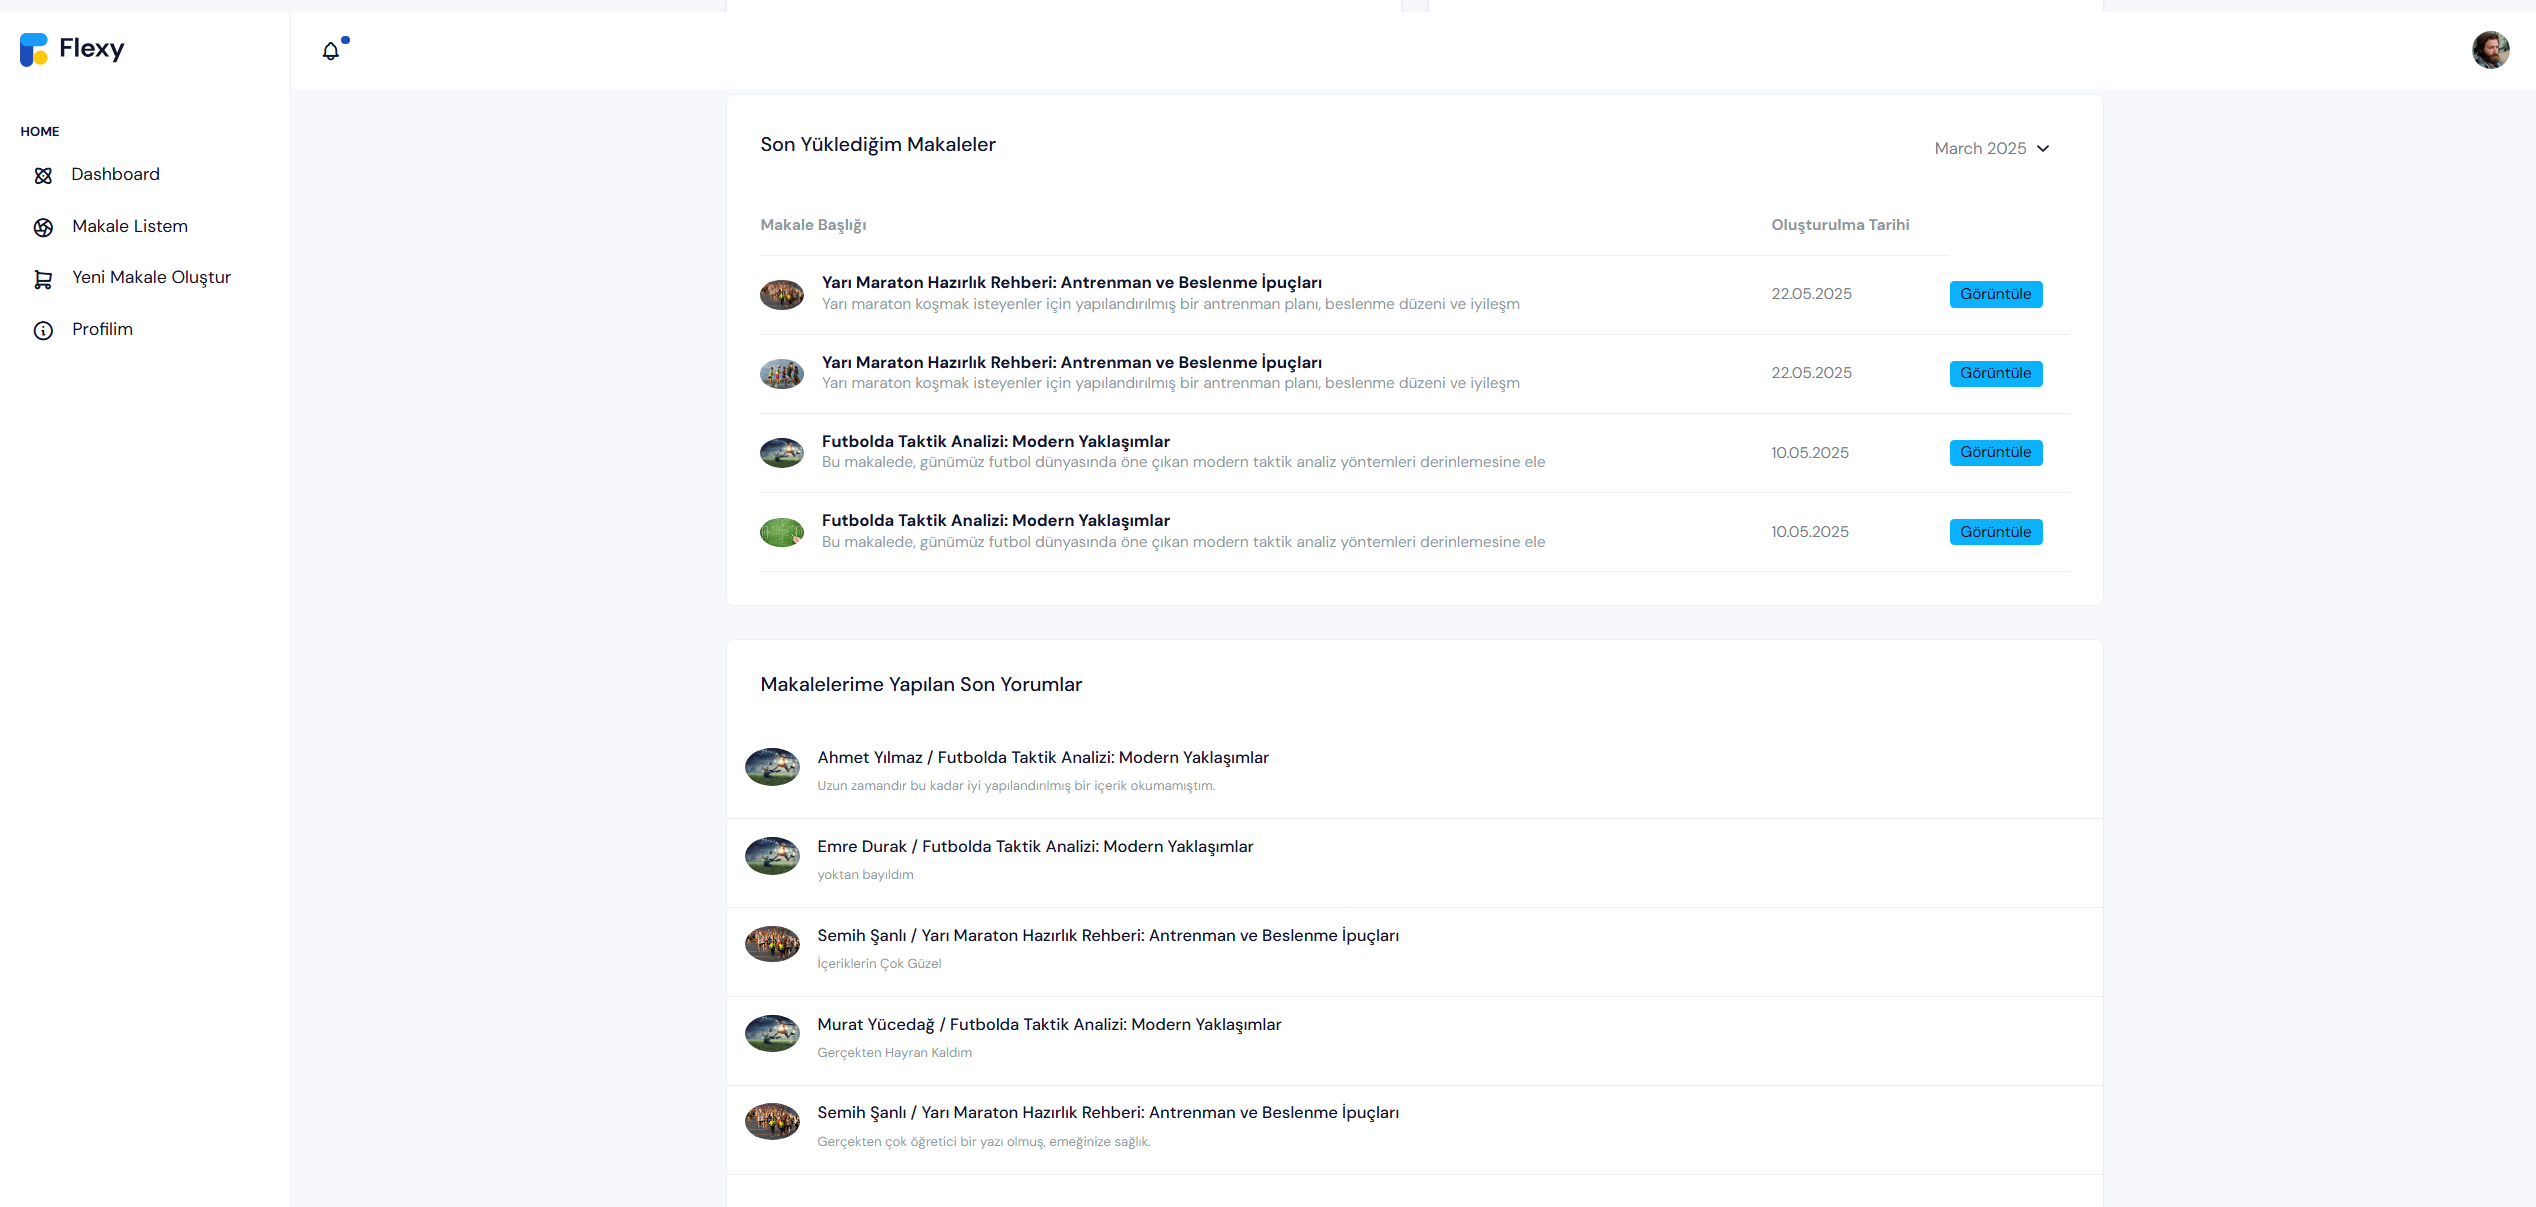 Flexy
HOME
Dashboard
Makale Listem
Yeni Makale Oluştur
Profilim
Son Yüklediğim Makaleler
March 2025
Makale Başlığı
Oluşturulma Tarihi
Yarı Maraton Hazırlık Rehberi: Antrenman ve Beslenme İpuçları
Yarı maraton koşmak isteyenler için yapılandırılmış bir antrenman planı, beslenme düzeni ve iyileşm
22.05.2025
Görüntüle
Yarı Maraton Hazırlık Rehberi: Antrenman ve Beslenme İpuçları
Yarı maraton koşmak isteyenler için yapılandırılmış bir antrenman planı, beslenme düzeni ve iyileşm
22.05.2025
Görüntüle
Futbolda Taktik Analizi: Modern Yaklaşımlar
Bu makalede, günümüz futbol dünyasında öne çıkan modern taktik analiz yöntemleri derinlemesine ele
10.05.2025
Görüntüle
Futbolda Taktik Analizi: Modern Yaklaşımlar
Bu makalede, günümüz futbol dünyasında öne çıkan modern taktik analiz yöntemleri derinlemesine ele
10.05.2025
Görüntüle
Makalelerime Yapılan Son Yorumlar
Ahmet Yılmaz / Futbolda Taktik Analizi: Modern Yaklaşımlar
Uzun zamandır bu kadar iyi yapılandırılmış bir içerik okumamıştım.
Emre Durak / Futbolda Taktik Analizi: Modern Yaklaşımlar
yoktan bayıldım
Semih Şanlı / Yarı Maraton Hazırlık Rehberi: Antrenman ve Beslenme İpuçları
İçeriklerin Çok Güzel
Murat Yücedağ / Futbolda Taktik Analizi: Modern Yaklaşımlar
Gerçekten Hayran Kaldım
Semih Şanlı / Yarı Maraton Hazırlık Rehberi: Antrenman ve Beslenme İpuçları
Gerçekten çok öğretici bir yazı olmuş, emeğinize sağlık.